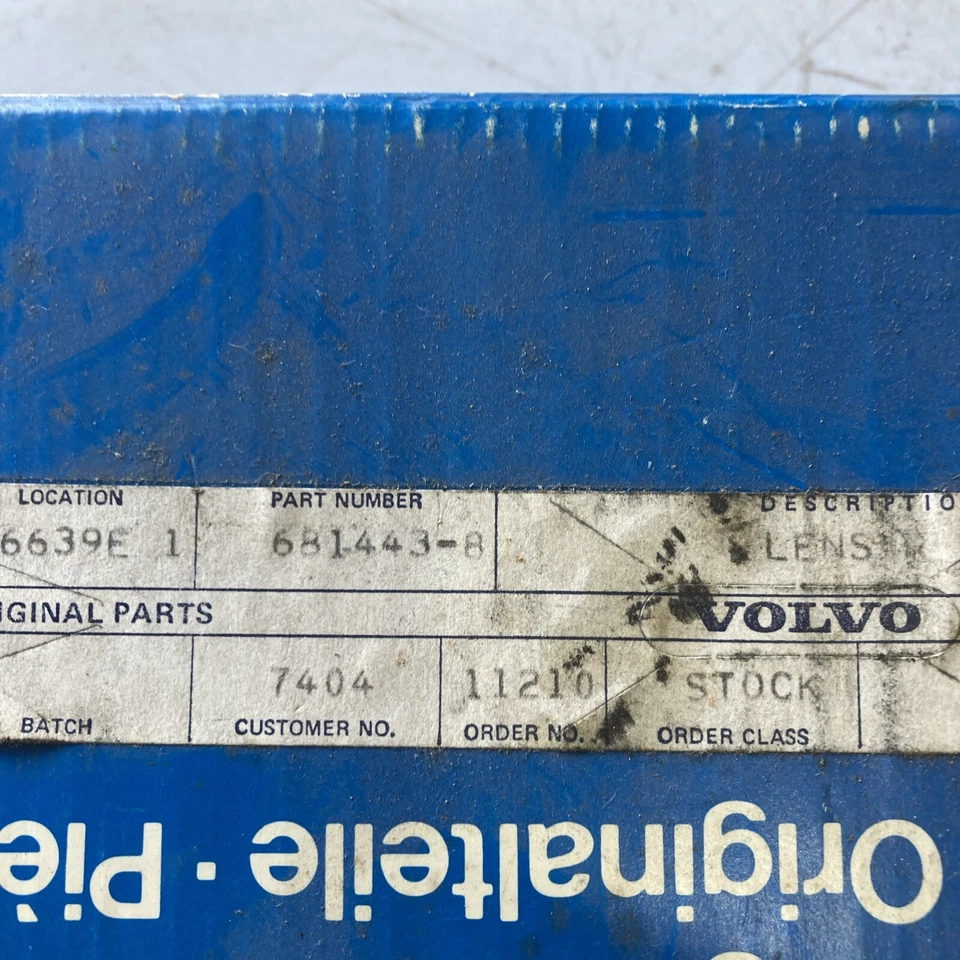 LOCATION PART NUMBER DESCRIPTIO
6639E 1 681443-8 LENS
IGINAL PARTS VOLVO
7404 11210 STOCK
BATCH CUSTOMER NO. ORDER NO. ORDER CLASS
Originalteile · Piè